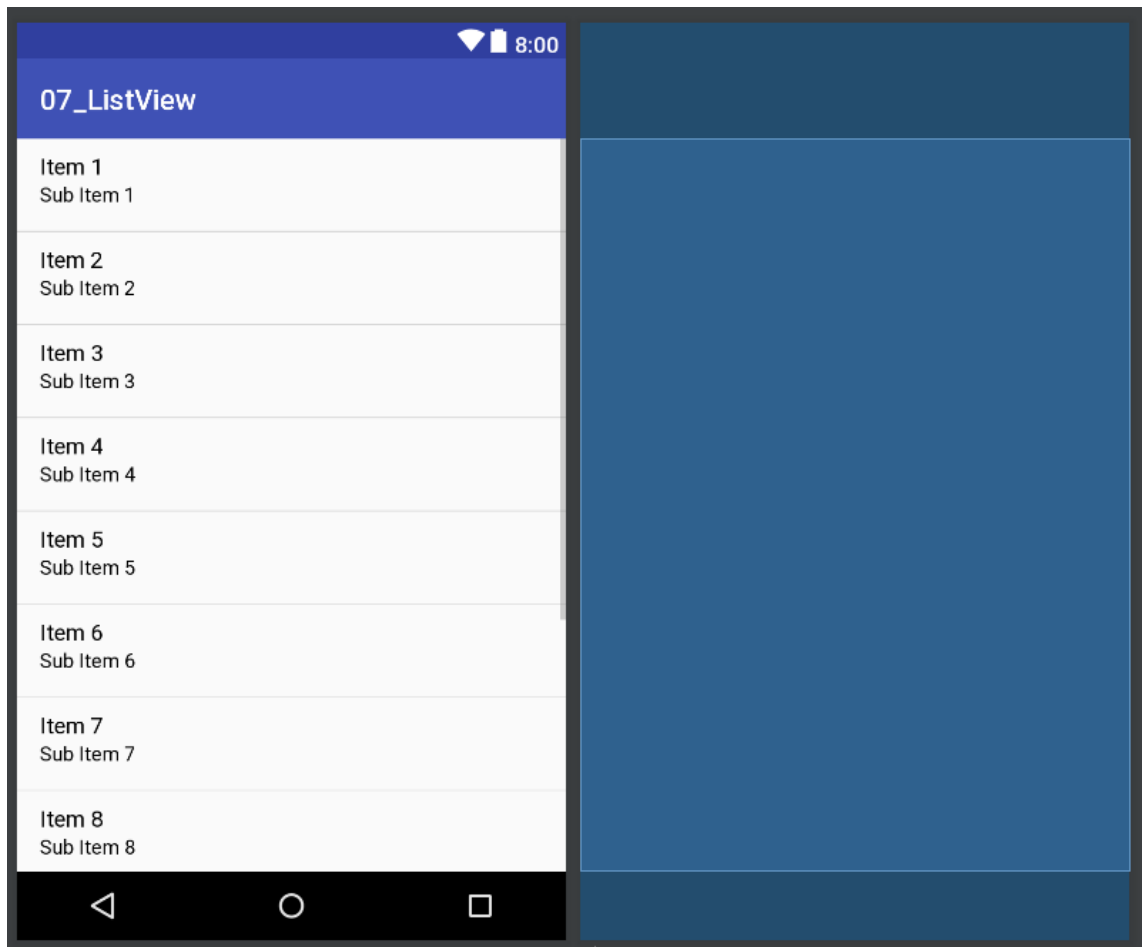 8:00
07_ListView
Item 1
Sub Item 1
Item 2
Sub Item 2
Item 3
Sub Item 3
Item 4
Sub Item 4
Item 5
Sub Item 5
Item 6
Sub Item 6
Item 7
Sub Item 7
Item 8
Sub Item 8